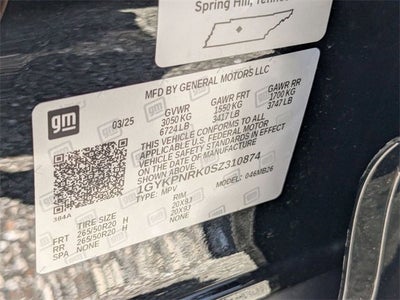 Spring Hill, Tennes
MFD BY GENERAL MOTORS LLC
gm
03/25
GVWR GAWR FRT GAWR RR
3050 KG 1550 KG 1700 KG
6724 LB 3417 LB 3747 LB
THIS VEHICLE CONFORMS TO ALL
APPLICABLE U.S. FEDERAL MOTOR
VEHICLE SAFETY STANDARDS IN EFFECT
ON THE DATE OF MANUFACTURE
1GYKPNRK0SZ310874
TYPE: MPV MODEL: 046MB26
384A
TIRE SIZE RIM
FRT 265/50R20 H 20X9J
RR 265/50R20 H 20X9J
SPA NONE NONE